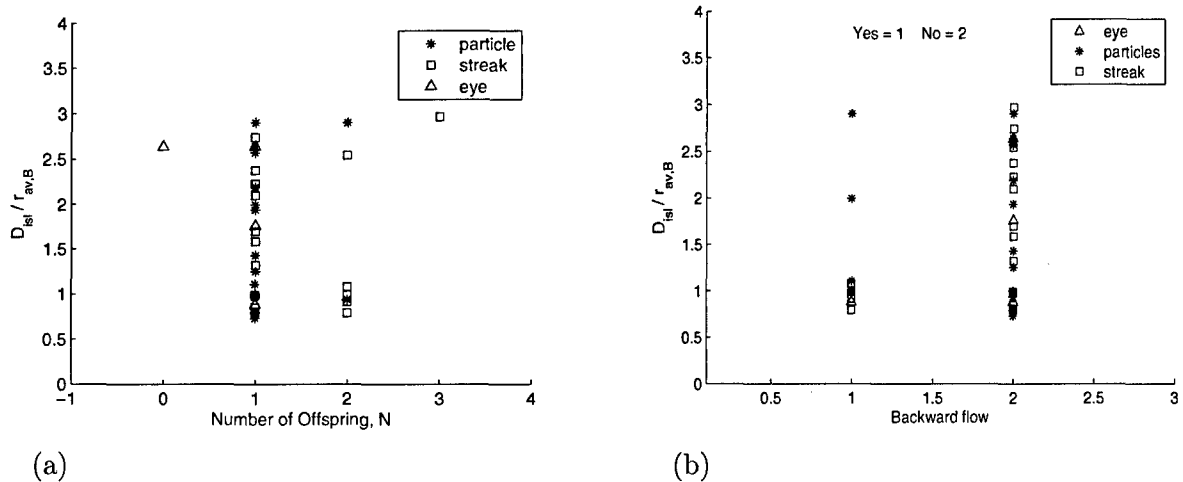 4
3.5
3
2.5
2
1.5
1
0.5
0
D_isl / r_av,B
particle
streak
eye
−1
0
1
2
3
4
Number of Offspring, N
(a)
4
3.5
3
2.5
2
1.5
1
0.5
0
D_isl / r_av,B
Yes = 1 No = 2
eye
particles
streak
0.5
1
1.5
2
2.5
3
Backward flow
(b)